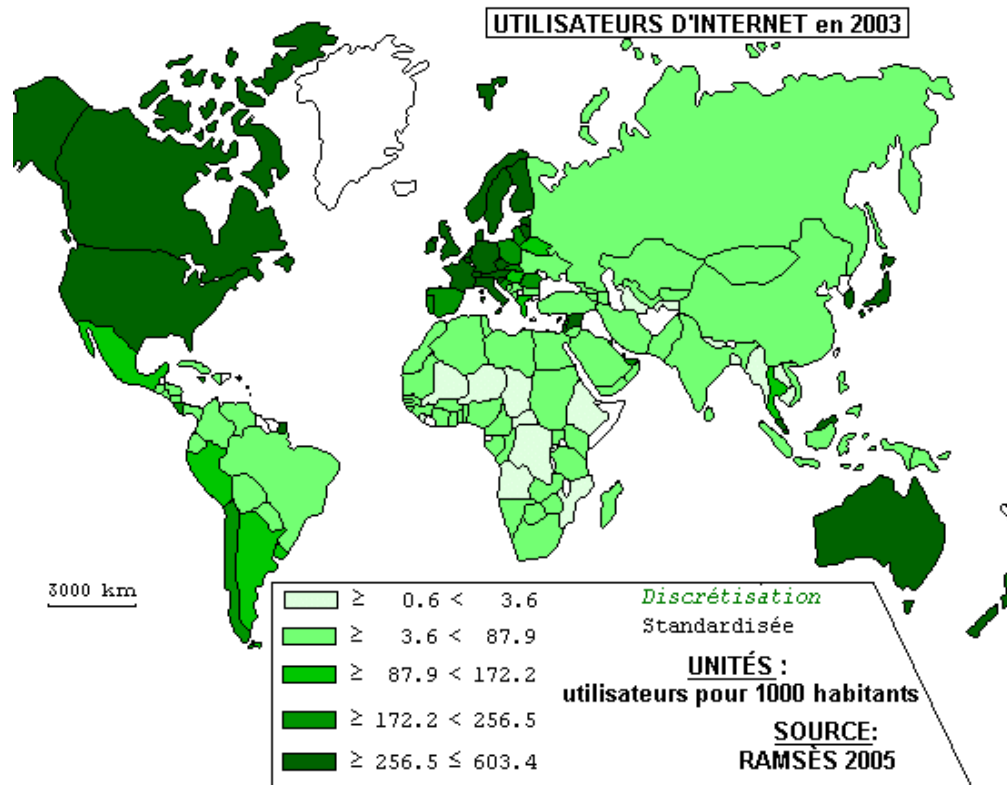 UTILISATEURS D'INTERNET en 2003
3000 km
≥ 0.6 < 3.6
≥ 3.6 < 87.9
≥ 87.9 < 172.2
≥ 172.2 < 256.5
≥ 256.5 ≤ 603.4
Discrétisation
Standardisée
UNITÉS :
utilisateurs pour 1000 habitants
SOURCE:
RAMSÈS 2005